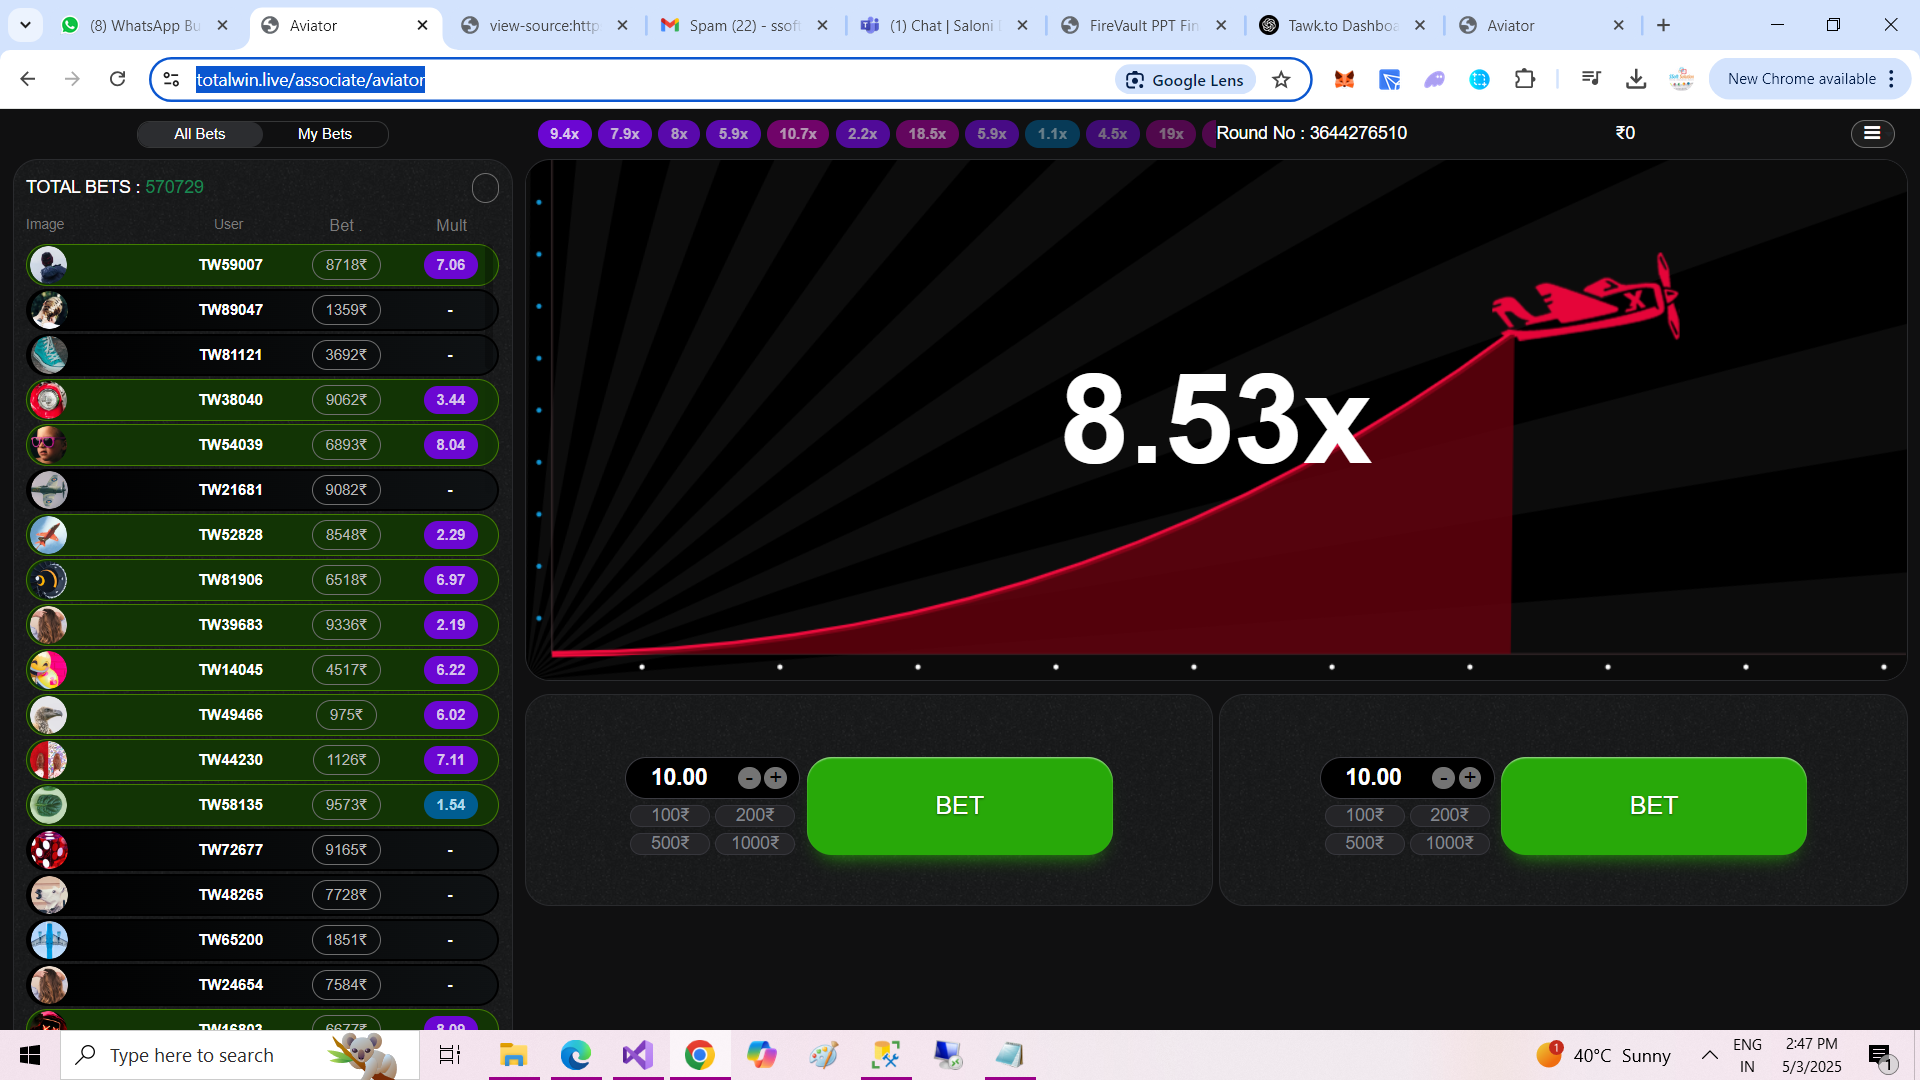 (8) WhatsApp Bu
Aviator
view-source:http
Spam (22) - ssoft
(1) Chat | Saloni
FireVault PPT Fin
Tawk.to Dashboa
Aviator
totalwin.live/associate/aviator
Google Lens
New Chrome available
All Bets
My Bets
9.4x 7.9x 8x 5.9x 10.7x 2.2x 18.5x 5.9x 1.1x 4.5x 19x
Round No : 3644276510
₹0
TOTAL BETS : 570729
Image User Bet . Mult
TW59007 8718₹ 7.06
TW89047 1359₹ -
TW81121 3692₹ -
TW38040 9062₹ 3.44
TW54039 6893₹ 8.04
TW21681 9082₹ -
TW52828 8548₹ 2.29
TW81906 6518₹ 6.97
TW39683 9336₹ 2.19
TW14045 4517₹ 6.22
TW49466 975₹ 6.02
TW44230 1126₹ 7.11
TW58135 9573₹ 1.54
TW72677 9165₹ -
TW48265 7728₹ -
TW65200 1851₹ -
TW24654 7584₹ -
TW16803 6677₹ 8.09
X
8.53x
10.00 - +
100₹ 200₹
500₹ 1000₹
BET
10.00 - +
100₹ 200₹
500₹ 1000₹
BET
Type here to search
1
40°C Sunny
ENG
IN
2:47 PM
5/3/2025
1